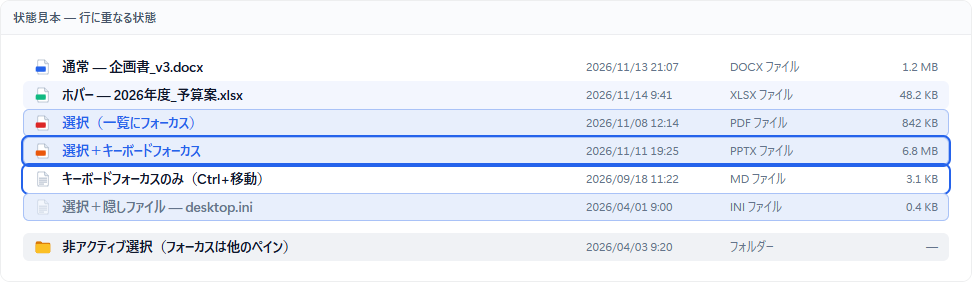 状態見本 — 行に重なる状態
通常 — 企画書_v3.docx 2026/11/13 21:07 DOCX ファイル 1.2 MB
ホバー — 2026年度_予算案.xlsx 2026/11/14 9:41 XLSX ファイル 48.2 KB
選択（一覧にフォーカス） 2026/11/08 12:14 PDF ファイル 842 KB
選択＋キーボードフォーカス 2026/11/11 19:25 PPTX ファイル 6.8 MB
キーボードフォーカスのみ（Ctrl+移動） 2026/09/18 11:22 MD ファイル 3.1 KB
選択＋隠しファイル — desktop.ini 2026/04/01 9:00 INI ファイル 0.4 KB
非アクティブ選択（フォーカスは他のペイン） 2026/04/03 9:20 フォルダー —